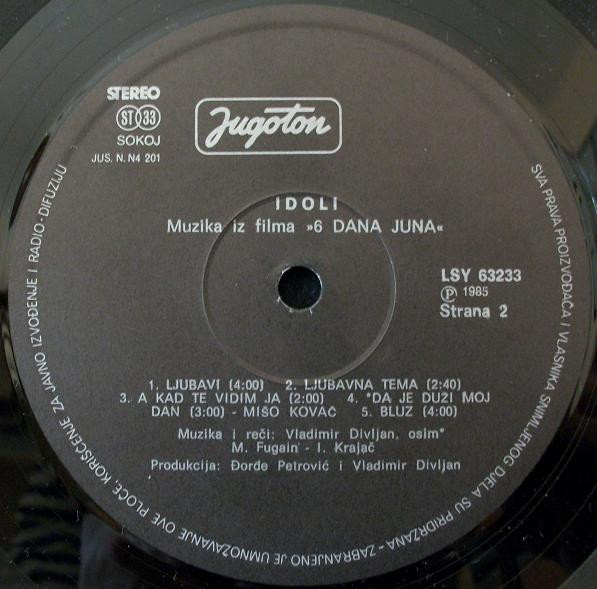 STEREO
ST 33
SOKOJ
JUS. N. N4 201
Jugoton
IDOLI
Muzika iz filma »6 DANA JUNA«
LSY 63233
Ⓟ 1985
Strana 2
1. LJUBAVI (4:00) 2. LJUBAVNA TEMA (2:40)
3. A KAD TE VIDIM JA (2:00) 4. *DA JE DUŽI MOJ
DAN (3:00) - MIŠO KOVAČ 5. BLUZ (4:00)
Muzika i reči: Vladimir Divljan, osim*
M. Fugain - I. Krajač
Produkcija: Đorđe Petrović i Vladimir Divljan
SVA PRAVA PROIZVOĐAČA I VLASNIKA SNIMLJENOG DJELA SU PRIDRŽANA - ZABRANJENO JE UMNOŽAVANJE OVE PLOČE, KORIŠĆENJE ZA JAVNO IZVOĐENJE I RADIO-DIFUZIJU